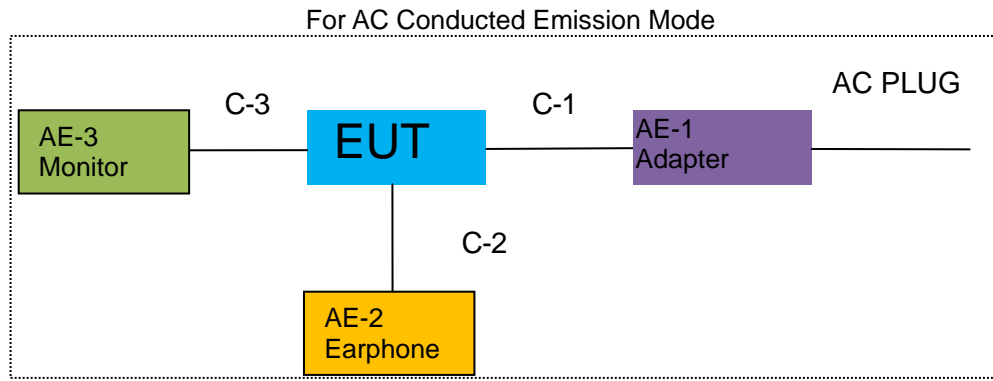 For AC Conducted Emission Mode
AC PLUG
C-3
C-1
AE-3
Monitor
EUT
AE-1
Adapter
C-2
AE-2
Earphone